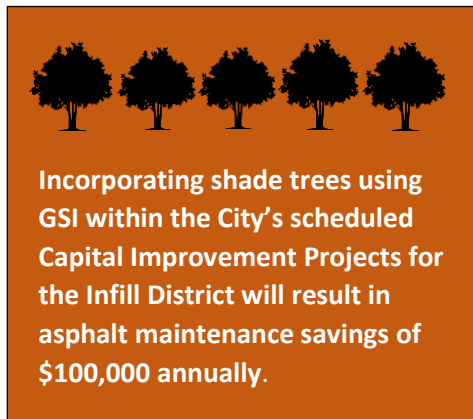 Incorporating shade trees using
GSI within the City’s scheduled
Capital Improvement Projects for
the Infill District will result in
asphalt maintenance savings of
$100,000 annually.